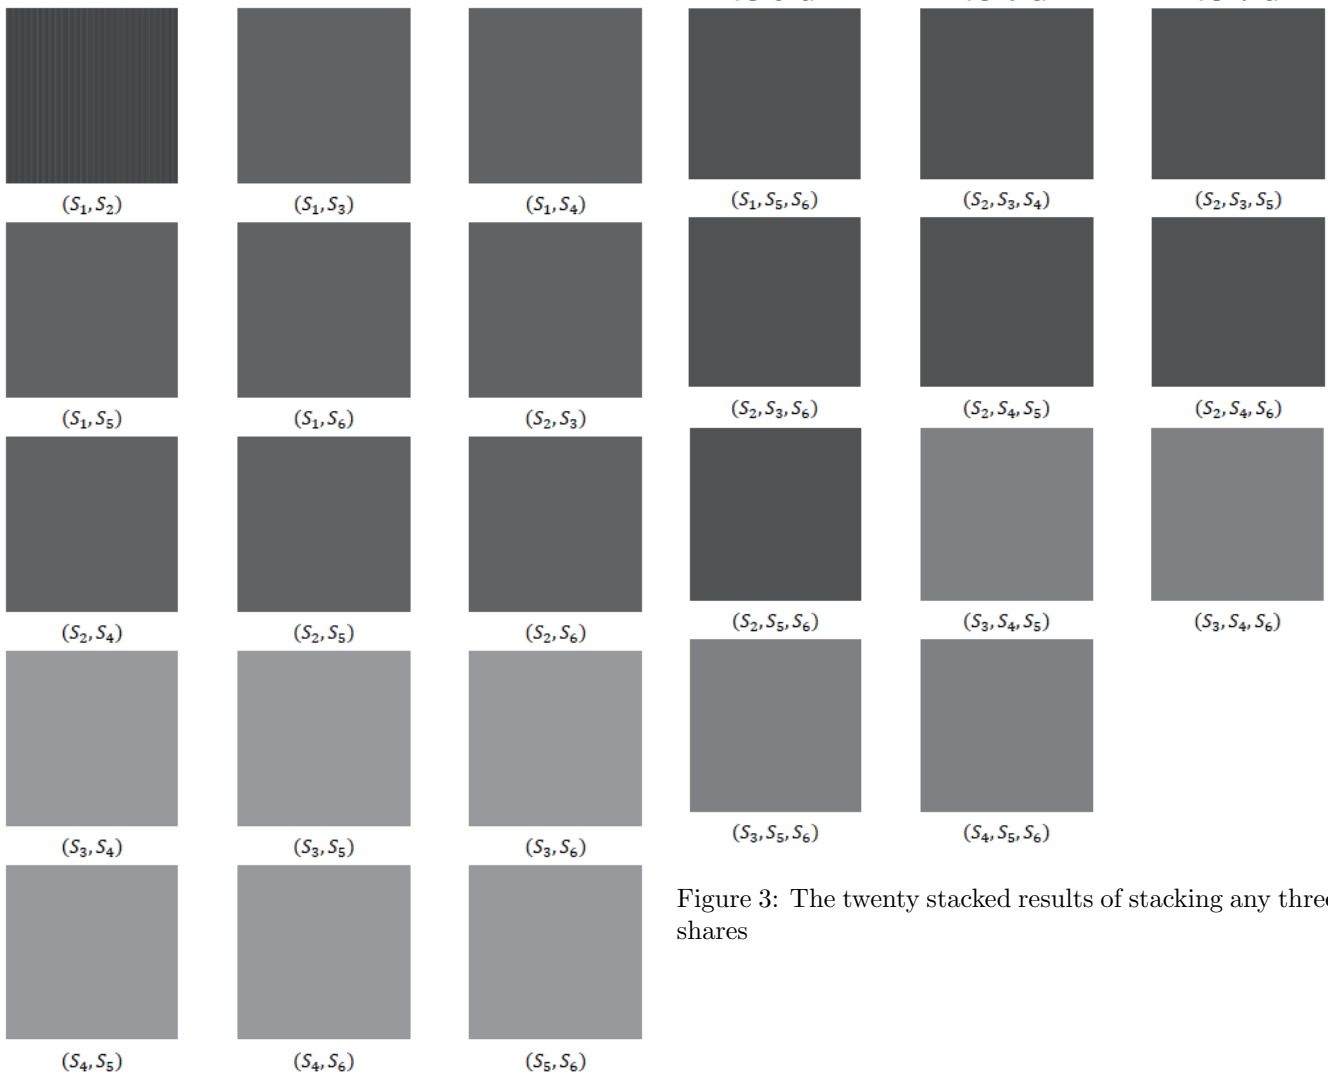 (S₁, S₂) (S₁, S₃) (S₁, S₄)
(S₁, S₅) (S₁, S₆) (S₂, S₃)
(S₂, S₄) (S₂, S₅) (S₂, S₆)
(S₃, S₄) (S₃, S₅) (S₃, S₆)
(S₄, S₅) (S₄, S₆) (S₅, S₆)
(S₁, S₅, S₆) (S₂, S₃, S₄) (S₂, S₃, S₅)
(S₂, S₃, S₆) (S₂, S₄, S₅) (S₂, S₄, S₆)
(S₂, S₅, S₆) (S₃, S₄, S₅) (S₃, S₄, S₆)
(S₃, S₅, S₆) (S₄, S₅, S₆)
Figure 3: The twenty stacked results of stacking any three
shares